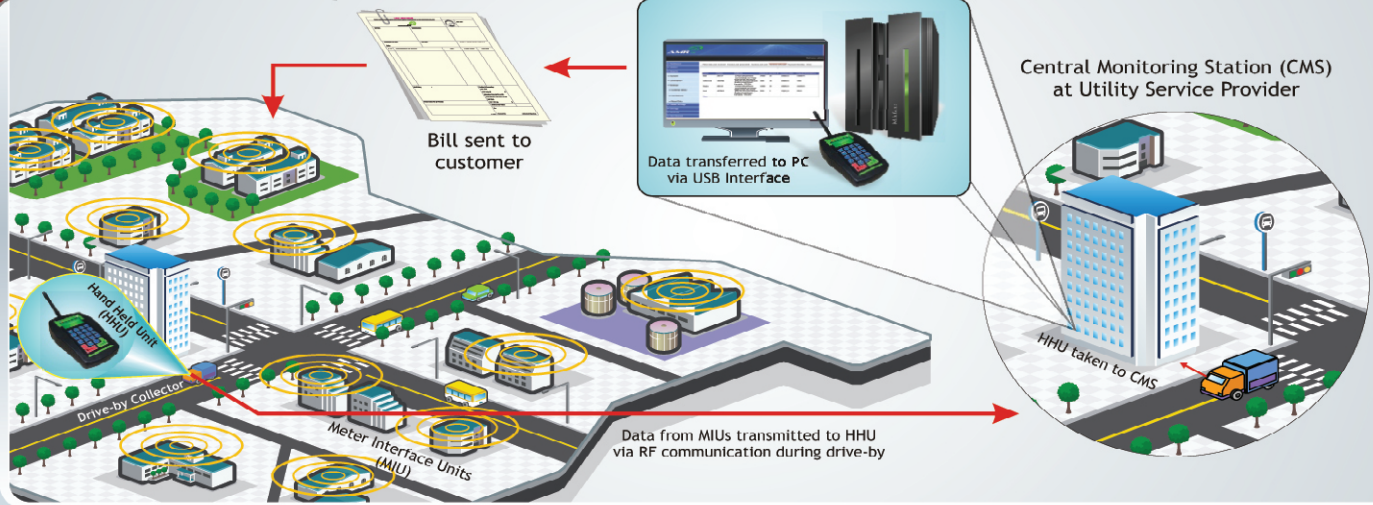 Bill sent to
customer
Data transferred to PC
via USB Interface
Central Monitoring Station (CMS)
at Utility Service Provider
Hand Held Unit
(HHU)
HHU taken to CMS
Drive-by Collector
Meter Interface Units
(MIU)
Data from MIUs transmitted to HHU
via RF communication during drive-by